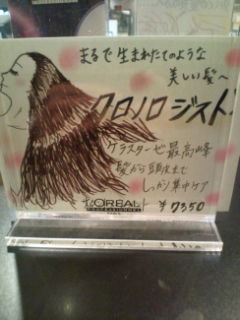 まるで生まれたてのような
美しい髪へ
クロノロジスト
ケラスターゼ最高峰
髪から頭皮まで
しっかり集中ケア
L'ORÉAL
PROFESSIONNEL
¥7350